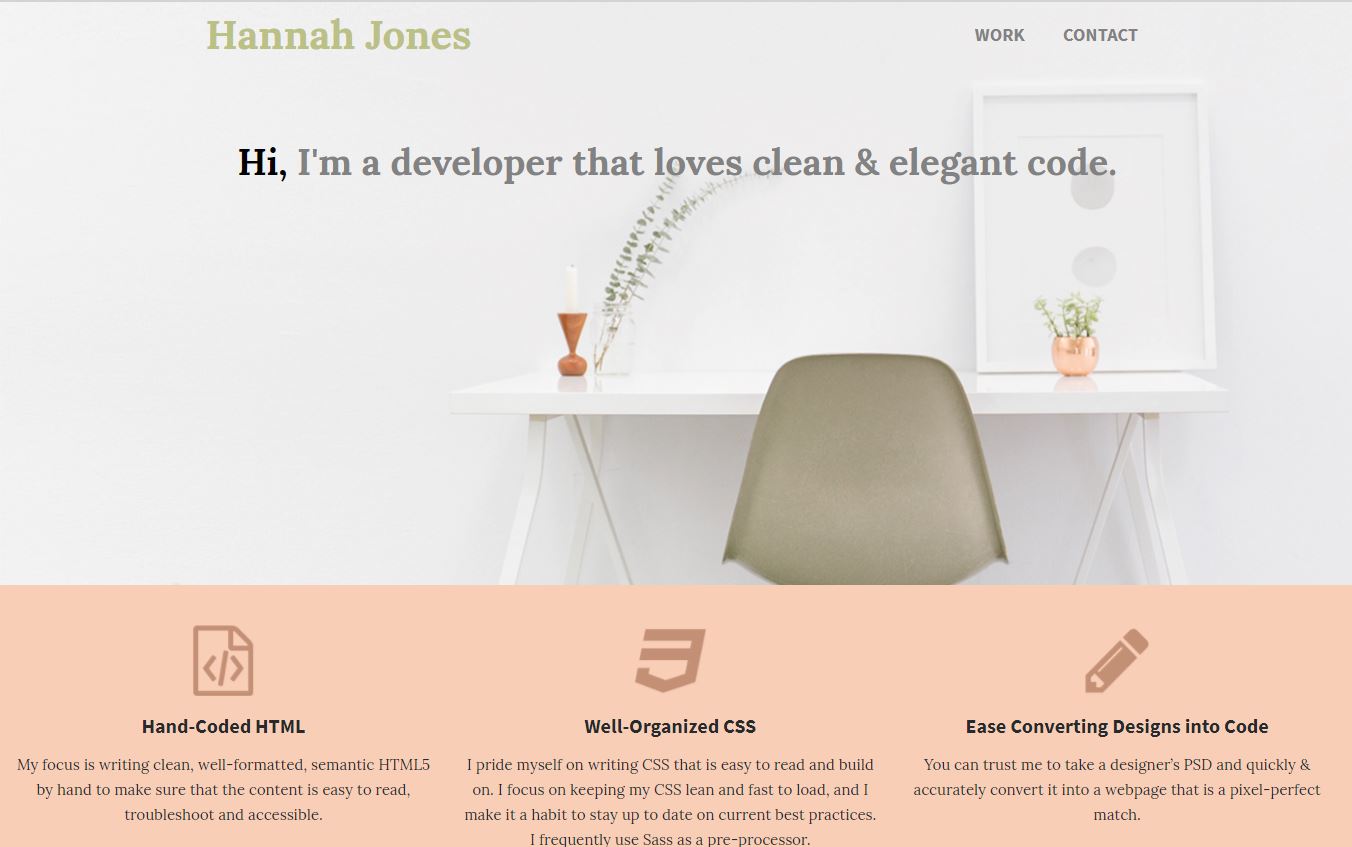 Hannah Jones
WORK CONTACT
Hi, I'm a developer that loves clean & elegant code.
Hand-Coded HTML
My focus is writing clean, well-formatted, semantic HTML5
by hand to make sure that the content is easy to read,
troubleshoot and accessible.
Well-Organized CSS
I pride myself on writing CSS that is easy to read and build
on. I focus on keeping my CSS lean and fast to load, and I
make it a habit to stay up to date on current best practices.
I frequently use Sass as a pre-processor.
Ease Converting Designs into Code
You can trust me to take a designer’s PSD and quickly &
accurately convert it into a webpage that is a pixel-perfect
match.